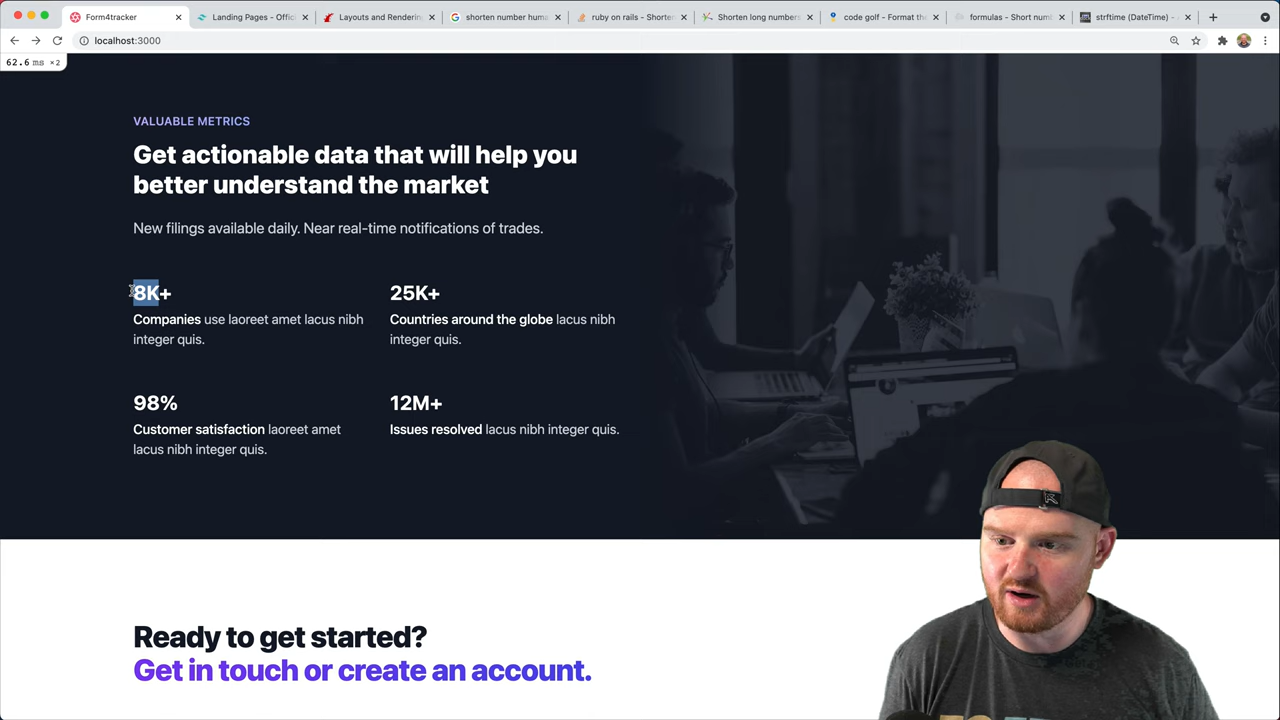 Form4tracker
Landing Pages - Offici
Layouts and Rendering
shorten number huma
ruby on rails - Shorte
Shorten long numbers
code golf - Format the
formulas - Short num
strftime (DateTime) - A
localhost:3000
62.6 ms ×2
VALUABLE METRICS
Get actionable data that will help you
better understand the market
New filings available daily. Near real-time notifications of trades.
8K+
Companies use laoreet amet lacus nibh
integer quis.
25K+
Countries around the globe lacus nibh
integer quis.
98%
Customer satisfaction laoreet amet
lacus nibh integer quis.
12M+
Issues resolved lacus nibh integer quis.
Ready to get started?
Get in touch or create an account.